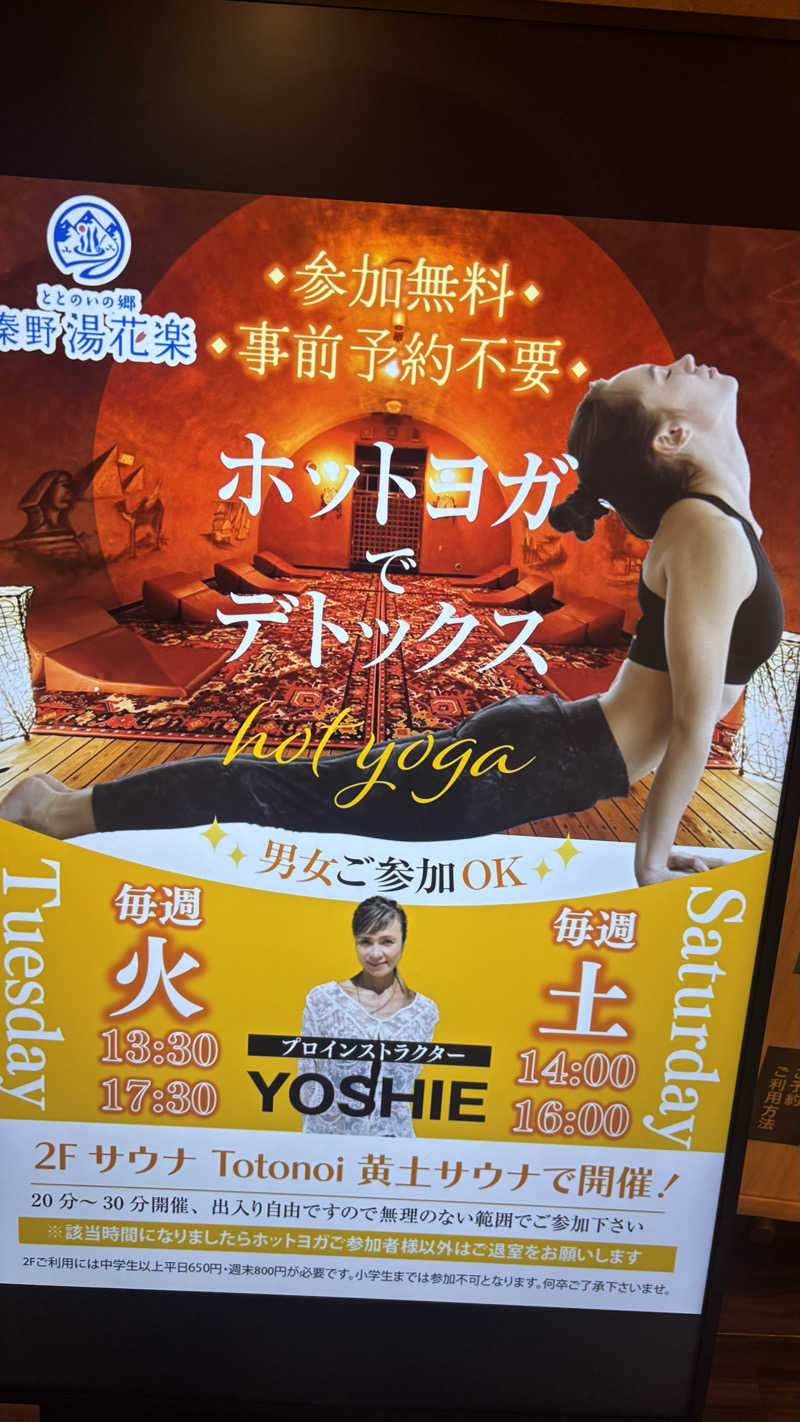 ととのいの郷
秦野 湯花楽
参加無料
事前予約不要
ホットヨガ
で
デトックス
hot yoga
男女ご参加OK
Tuesday
毎週
火
13:30
17:30
プロインストラクター
YOSHIE
毎週
土
14:00
16:00
Saturday
2F サウナ Totonoi 黄土サウナで開催！
20分〜30分開催、出入り自由ですので無理のない範囲でご参加下さい
※該当時間になりましたらホットヨガご参加者様以外はご退室をお願いします
2Fご利用には中学生以上平日650円・週末800円が必要です。小学生までは参加不可となります。何卒ご了承下さいませ。
ご利用方法